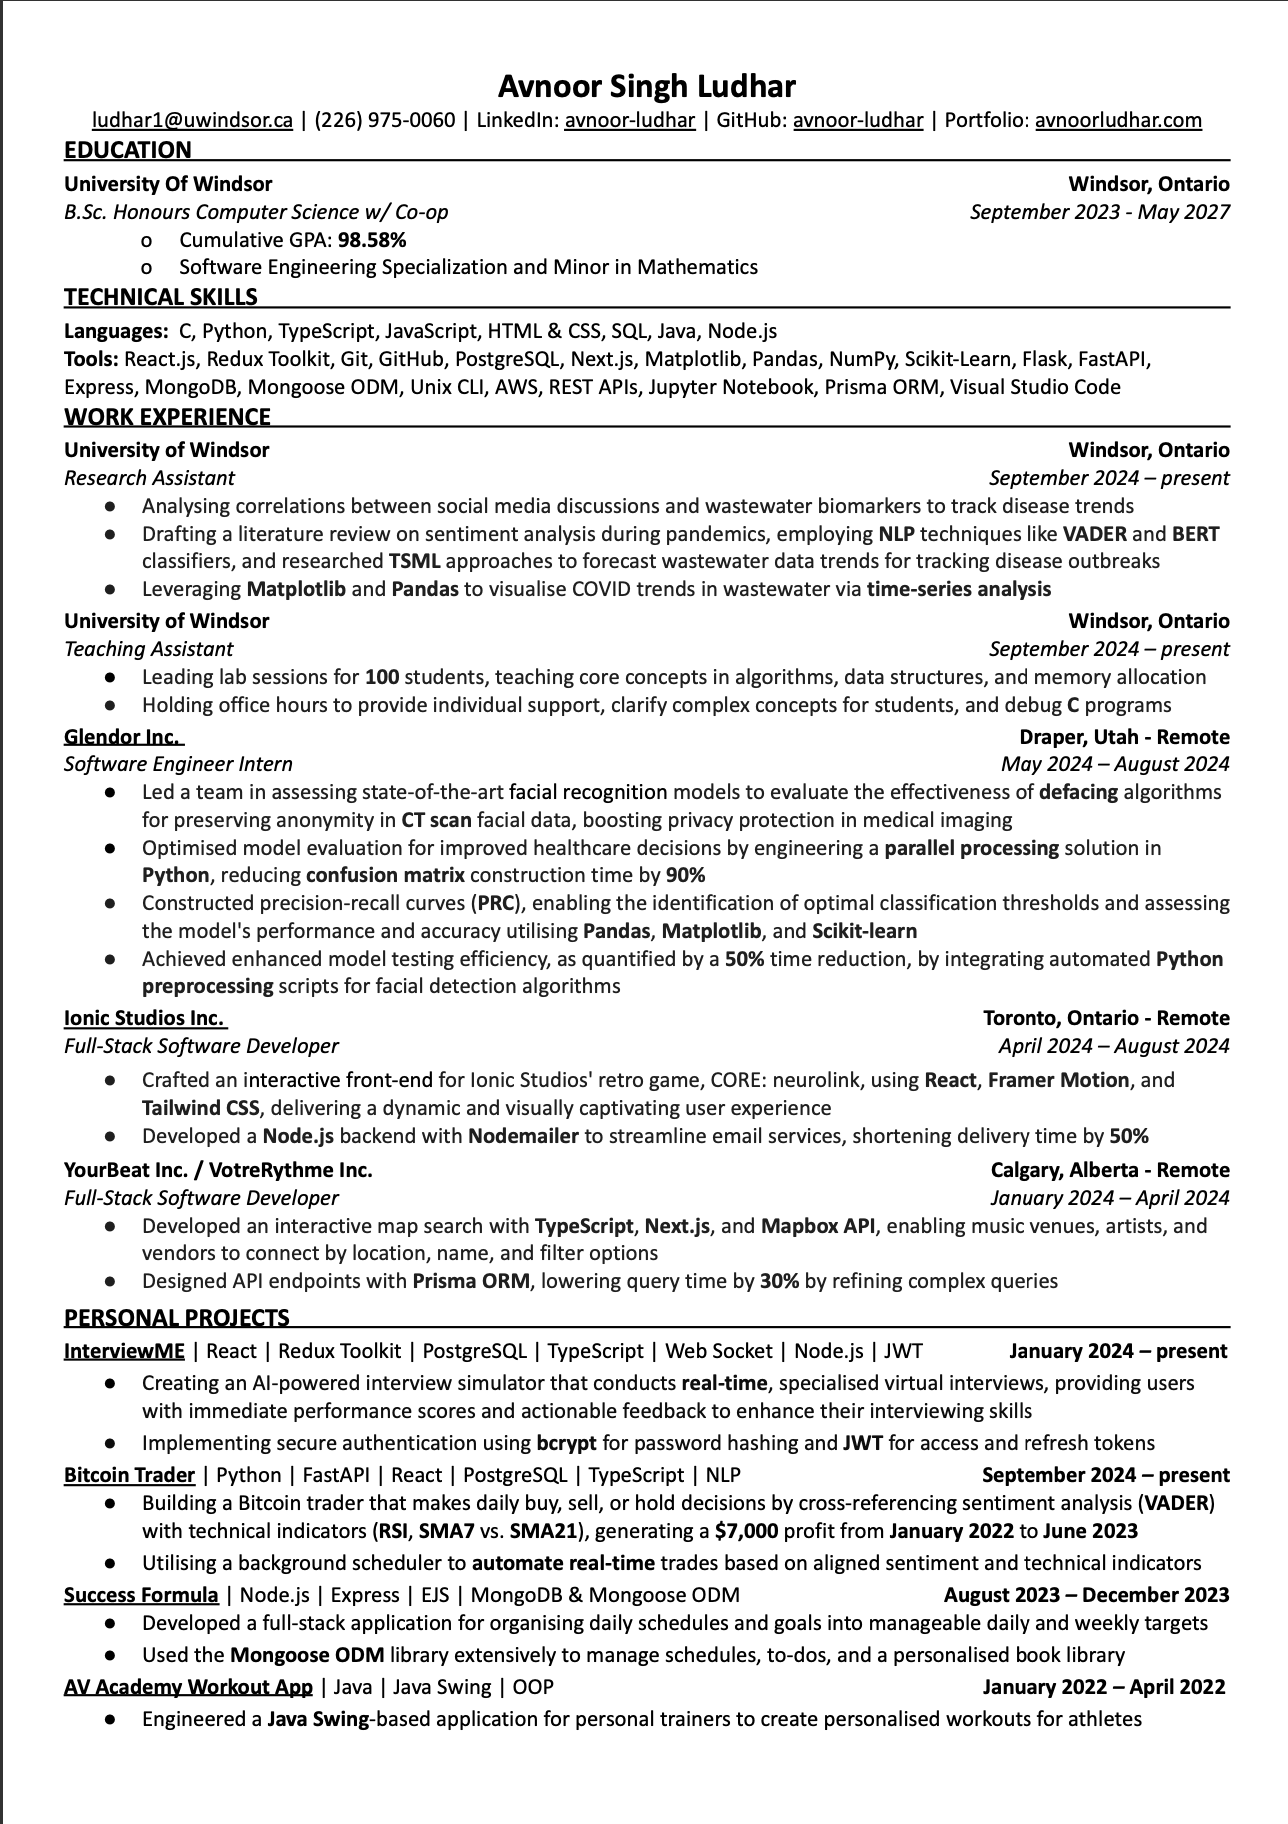 Avnoor Singh Ludhar
ludhar1@uwindsor.ca | (226) 975-0060 | LinkedIn: avnoor-ludhar | GitHub: avnoor-ludhar | Portfolio: avnoorludhar.com
EDUCATION
University Of Windsor Windsor, Ontario
B.Sc. Honours Computer Science w/ Co-op September 2023 - May 2027
o Cumulative GPA: 98.58%
o Software Engineering Specialization and Minor in Mathematics
TECHNICAL SKILLS
Languages: C, Python, TypeScript, JavaScript, HTML & CSS, SQL, Java, Node.js
Tools: React.js, Redux Toolkit, Git, GitHub, PostgreSQL, Next.js, Matplotlib, Pandas, NumPy, Scikit-Learn, Flask, FastAPI,
Express, MongoDB, Mongoose ODM, Unix CLI, AWS, REST APIs, Jupyter Notebook, Prisma ORM, Visual Studio Code
WORK EXPERIENCE
University of Windsor Windsor, Ontario
Research Assistant September 2024 – present
● Analysing correlations between social media discussions and wastewater biomarkers to track disease trends
● Drafting a literature review on sentiment analysis during pandemics, employing NLP techniques like VADER and BERT
classifiers, and researched TSML approaches to forecast wastewater data trends for tracking disease outbreaks
● Leveraging Matplotlib and Pandas to visualise COVID trends in wastewater via time-series analysis
University of Windsor Windsor, Ontario
Teaching Assistant September 2024 – present
● Leading lab sessions for 100 students, teaching core concepts in algorithms, data structures, and memory allocation
● Holding office hours to provide individual support, clarify complex concepts for students, and debug C programs
Glendor Inc. Draper, Utah - Remote
Software Engineer Intern May 2024 – August 2024
● Led a team in assessing state-of-the-art facial recognition models to evaluate the effectiveness of defacing algorithms
for preserving anonymity in CT scan facial data, boosting privacy protection in medical imaging
● Optimised model evaluation for improved healthcare decisions by engineering a parallel processing solution in
Python, reducing confusion matrix construction time by 90%
● Constructed precision-recall curves (PRC), enabling the identification of optimal classification thresholds and assessing
the model's performance and accuracy utilising Pandas, Matplotlib, and Scikit-learn
● Achieved enhanced model testing efficiency, as quantified by a 50% time reduction, by integrating automated Python
preprocessing scripts for facial detection algorithms
Ionic Studios Inc. Toronto, Ontario - Remote
Full-Stack Software Developer April 2024 – August 2024
● Crafted an interactive front-end for Ionic Studios' retro game, CORE: neurolink, using React, Framer Motion, and
Tailwind CSS, delivering a dynamic and visually captivating user experience
● Developed a Node.js backend with Nodemailer to streamline email services, shortening delivery time by 50%
YourBeat Inc. / VotreRythme Inc. Calgary, Alberta - Remote
Full-Stack Software Developer January 2024 – April 2024
● Developed an interactive map search with TypeScript, Next.js, and Mapbox API, enabling music venues, artists, and
vendors to connect by location, name, and filter options
● Designed API endpoints with Prisma ORM, lowering query time by 30% by refining complex queries
PERSONAL PROJECTS
InterviewME | React | Redux Toolkit | PostgreSQL | TypeScript | Web Socket | Node.js | JWT January 2024 – present
● Creating an AI-powered interview simulator that conducts real-time, specialised virtual interviews, providing users
with immediate performance scores and actionable feedback to enhance their interviewing skills
● Implementing secure authentication using bcrypt for password hashing and JWT for access and refresh tokens
Bitcoin Trader | Python | FastAPI | React | PostgreSQL | TypeScript | NLP September 2024 – present
● Building a Bitcoin trader that makes daily buy, sell, or hold decisions by cross-referencing sentiment analysis (VADER)
with technical indicators (RSI, SMA7 vs. SMA21), generating a $7,000 profit from January 2022 to June 2023
● Utilising a background scheduler to automate real-time trades based on aligned sentiment and technical indicators
Success Formula | Node.js | Express | EJS | MongoDB & Mongoose ODM August 2023 – December 2023
● Developed a full-stack application for organising daily schedules and goals into manageable daily and weekly targets
● Used the Mongoose ODM library extensively to manage schedules, to-dos, and a personalised book library
AV Academy Workout App | Java | Java Swing | OOP January 2022 – April 2022
● Engineered a Java Swing-based application for personal trainers to create personalised workouts for athletes